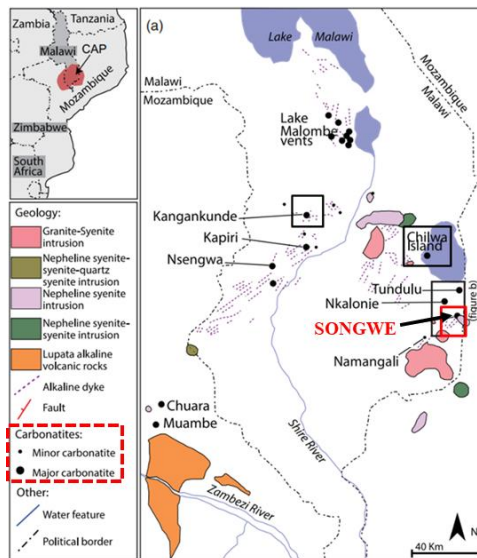 Zambia
Tanzania
CAP
Malawi
Mozambique
Zimbabwe
South
Africa
Geology:
Granite-Syenite
intrusion
Nepheline syenite-
syenite-quartz
syenite intrusion
Nepheline syenite
intrusion
Nepheline syenite-
syenite intrusion
Lupata alkaline
volcanic rocks
Alkaline dyke
Fault
Carbonatites:
Minor carbonatite
Major carbonatite
Other:
Water feature
Political border
(a)
Lake Malawi
Malawi
Mozambique
Mozambique
Malawi
Lake
Malombe
vents
Kangankunde
Kapiri
Nsengwa
Chilwa
Island
Tundulu
Nkalonie
(figure b)
SONGWE
Namangali
Chuara
Muambe
Shire River
Zambezi River
N
40 Km